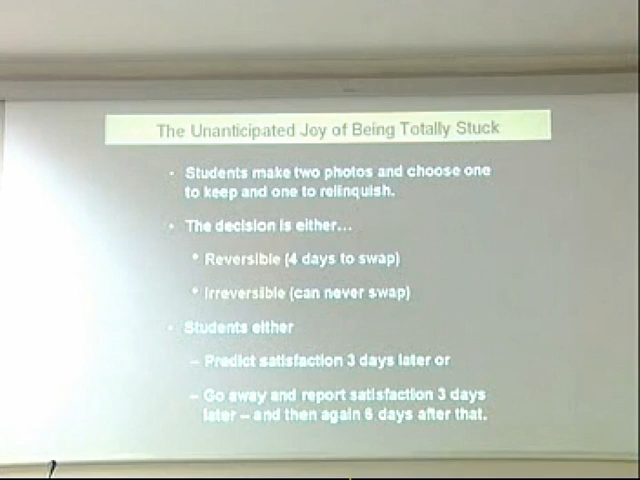 The Unanticipated Joy of Being Totally Stuck
• Students make two photos and choose one
to keep and one to relinquish.
• The decision is either...
• Reversible (4 days to swap)
• Irreversible (can never swap)
• Students either
– Predict satisfaction 3 days later or
– Go away and report satisfaction 3 days
later – and then again 6 days after that.